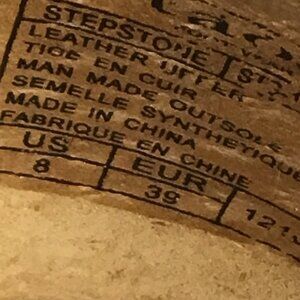 STEPSTONE
LEATHER UPPER
TIGE EN CUIR
MAN MADE OUTSOLE
SEMELLE SYNTHETIQUE
MADE IN CHINA
FABRIQUE EN CHINE
US EUR
8 39